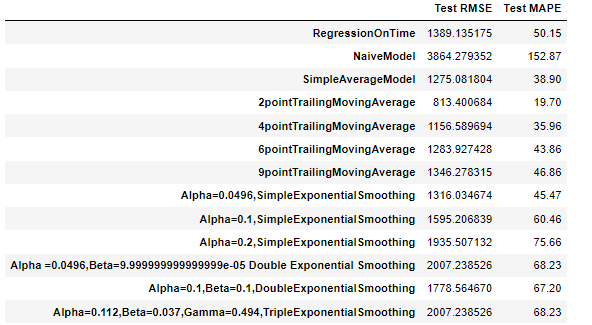 Test RMSE Test MAPE
RegressionOnTime 1389.135175 50.15
NaiveModel 3864.279352 152.87
SimpleAverageModel 1275.081804 38.90
2pointTrailingMovingAverage 813.400684 19.70
4pointTrailingMovingAverage 1156.589694 35.96
6pointTrailingMovingAverage 1283.927428 43.86
9pointTrailingMovingAverage 1346.278315 46.86
Alpha=0.0496,SimpleExponentialSmoothing 1316.034674 45.47
Alpha=0.1,SimpleExponentialSmoothing 1595.206839 60.46
Alpha=0.2,SimpleExponentialSmoothing 1935.507132 75.66
Alpha =0.0496,Beta=9.999999999999999e-05 Double Exponential Smoothing 2007.238526 68.23
Alpha=0.1,Beta=0.1,DoubleExponentialSmoothing 1778.564670 67.20
Alpha=0.112,Beta=0.037,Gamma=0.494,TripleExponentialSmoothing 2007.238526 68.23